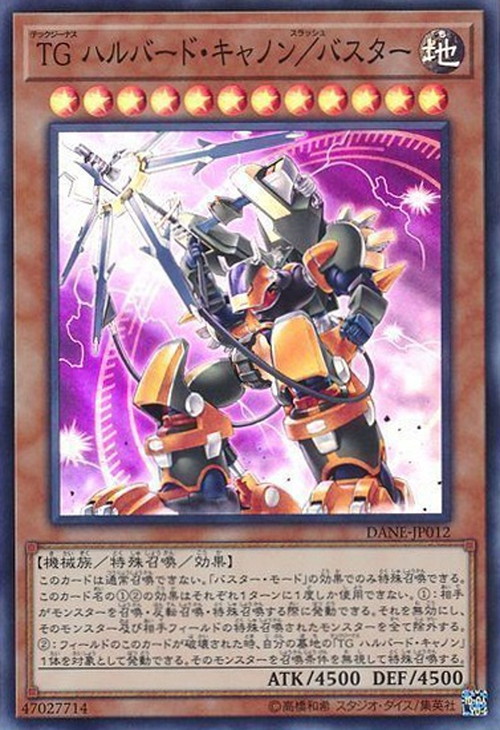 テックジーナス スラッシュ
TG ハルバード・キャノン／バスター 地
DANE-JP012
【機械族／特殊召喚／効果】
このカードは通常召喚できない。「バスター・モード」の効果でのみ特殊召喚できる。
このカード名の①②の効果はそれぞれ１ターンに１度しか使用できない。①：相手
がモンスターを召喚・反転召喚・特殊召喚する際に発動できる。それを無効にし、
そのモンスター及び相手フィールドの特殊召喚されたモンスターを全て除外する。
②：フィールドのこのカードが破壊された時、自分の墓地の「TG ハルバード・キャノン」
１体を対象として発動できる。そのモンスターを召喚条件を無視して特殊召喚する。
ATK/4500 DEF/4500
47027714 ©高橋和希 スタジオ・ダイス/集英社